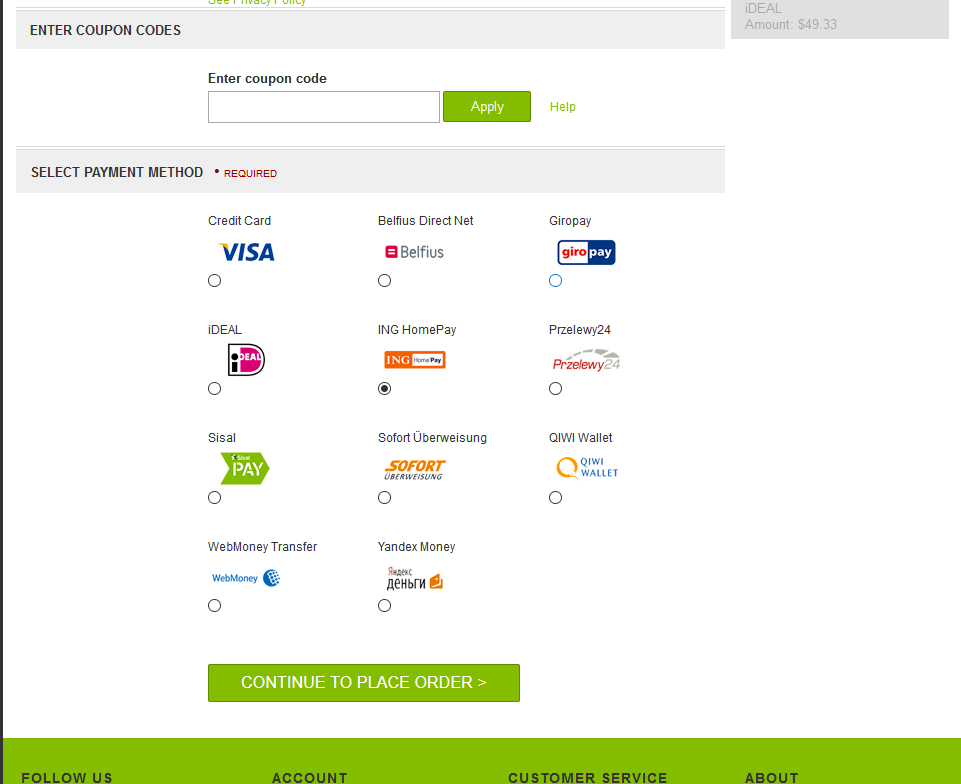 See Privacy Policy
iDEAL
Amount: $49.33
ENTER COUPON CODES
Enter coupon code
Apply
Help
SELECT PAYMENT METHOD • REQUIRED
Credit Card
Belfius Direct Net
Giropay
VISA
Belfius
giro pay
iDEAL
ING HomePay
Przelewy24
iDEAL
ING Home'Pay
Przelewy24
Sisal
Sofort Überweisung
QIWI Wallet
Sisal
PAY
SOFORT
ÜBERWEISUNG
QIWI
WALLET
WebMoney Transfer
Yandex Money
WebMoney
Яндекс
деньги
CONTINUE TO PLACE ORDER >
FOLLOW US
ACCOUNT
CUSTOMER SERVICE
ABOUT